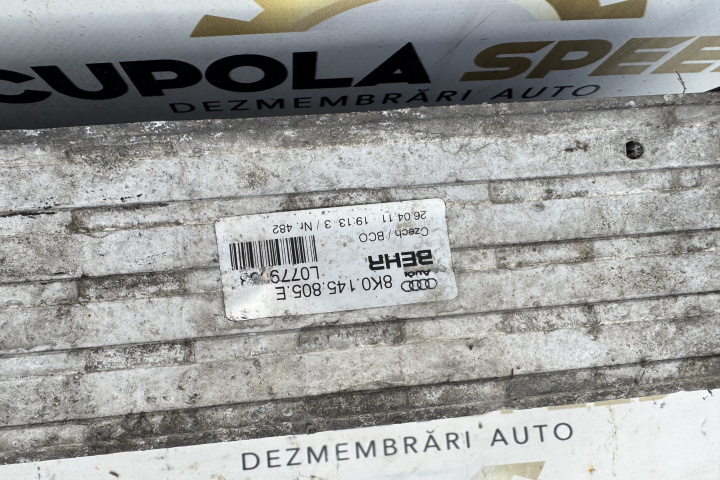 CUPOLA SPEE
DEZMEMBRĂRI AUTO
AUDI 8K0.145.805.E
BEHR
Czech / BCO
26.04.11 19:13 3 / Nr. 482
DEZMEMBRĂRI AUTO